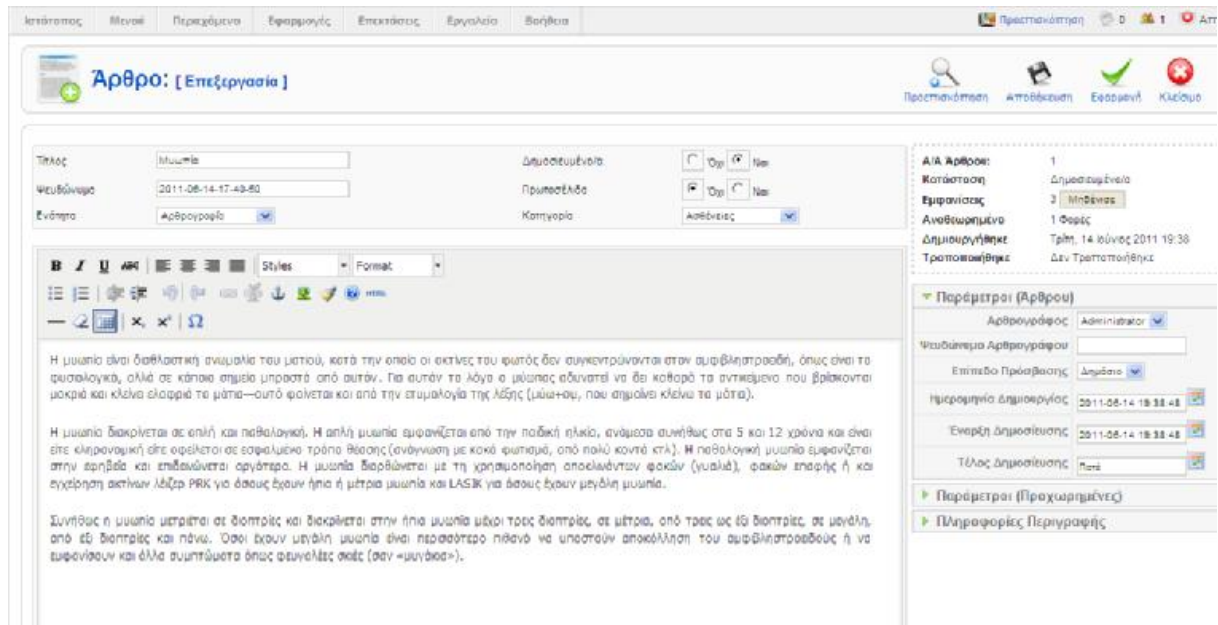 Ιστότοπος Μενού Περιεχόμενο Εφαρμογές Επεκτάσεις Εργαλεία Βοήθεια Προεπισκόπηση 0 1
Άρθρο: [ Επεξεργασία ]
Προεπισκόπηση Αποθήκευση Εφαρμογή Κλείσιμο
Τίτλος Μυωπία Δημοσιευμένο/α Όχι Ναι
Ψευδώνυμο 2011-06-14-17-40-50 Πρωτοσέλιδο Όχι Ναι
Ενότητα Αρθρογραφία Κατηγορία Ασθένειες
Α/Α Άρθρου: 1
Κατάσταση Δημοσιευμένο/α
Εμφανίσεις 3 Μηδένισε
Αναθεωρημένο 1 Φορές
Δημιουργήθηκε Τρίτη, 14 Ιούνιος 2011 19:38
Τροποποιήθηκε Δεν Τροποποιήθηκε
B I U ABC Styles Format
HTML
Η μυωπία είναι διαθλαστική ανωμαλία του ματιού, κατά την οποία οι ακτίνες του φωτός δεν συγκεντρώνονται στον αμφιβληστροειδή, όπως είναι το
φυσιολογικό, αλλά σε κάποιο σημείο μπροστά από αυτόν. Για αυτόν το λόγο ο μύωπας αδυνατεί να δει καθαρά τα αντικείμενα που βρίσκονται
μακριά και κλείνει ελαφριά τα μάτια—αυτό φαίνεται και από την ετυμολογία της λέξης (μύω+οψ, που σημαίνει κλείνω τα μάτια).
Η μυωπία διακρίνεται σε απλή και παθολογική. Η απλή μυωπία εμφανίζεται από την παιδική ηλικία, ανάμεσα συνήθως στα 5 και 12 χρόνια και είναι
είτε κληρονομική είτε οφείλεται σε εσφαλμένο τρόπο θέασης (ανάγνωση με κακό φωτισμό, από πολύ κοντά κτλ). Η παθολογική μυωπία εμφανίζεται
στην εφηβεία και επιδεινώνεται αργότερα. Η μυωπία διορθώνεται με τη χρησιμοποίηση αποκλινόντων φακών (γυαλιά), φακών επαφής ή και
εγχείρηση ακτίνων λέιζερ PRK για όσους έχουν ήπια ή μέτρια μυωπία και LASIK για όσους έχουν μεγάλη μυωπία.
Συνήθως η μυωπία μετριέται σε διοπτρίες και διακρίνεται στην ήπια μυωπία μέχρι τρεις διοπτρίες, σε μέτρια, από τρεις ως έξι διοπτρίες, σε μεγάλη,
από έξι διοπτρίες και πάνω. Όσοι έχουν μεγάλη μυωπία είναι περισσότερο πιθανό να υποστούν αποκόλληση του αμφιβληστροειδούς ή να
εμφανίσουν και άλλα συμπτώματα όπως φευγαλέες σκιές (σαν «μυγάκια»).
Παράμετροι (Άρθρου)
Αρθρογράφος Administrator
Ψευδώνυμο Αρθρογράφου
Επίπεδο Πρόσβασης Δημόσιο
Ημερομηνία Δημιουργίας 2011-06-14 19:38:48
Έναρξη Δημοσίευσης 2011-06-14 19:38:48
Τέλος Δημοσίευσης Ποτέ
Παράμετροι (Προχωρημένες)
Πληροφορίες Περιγραφής